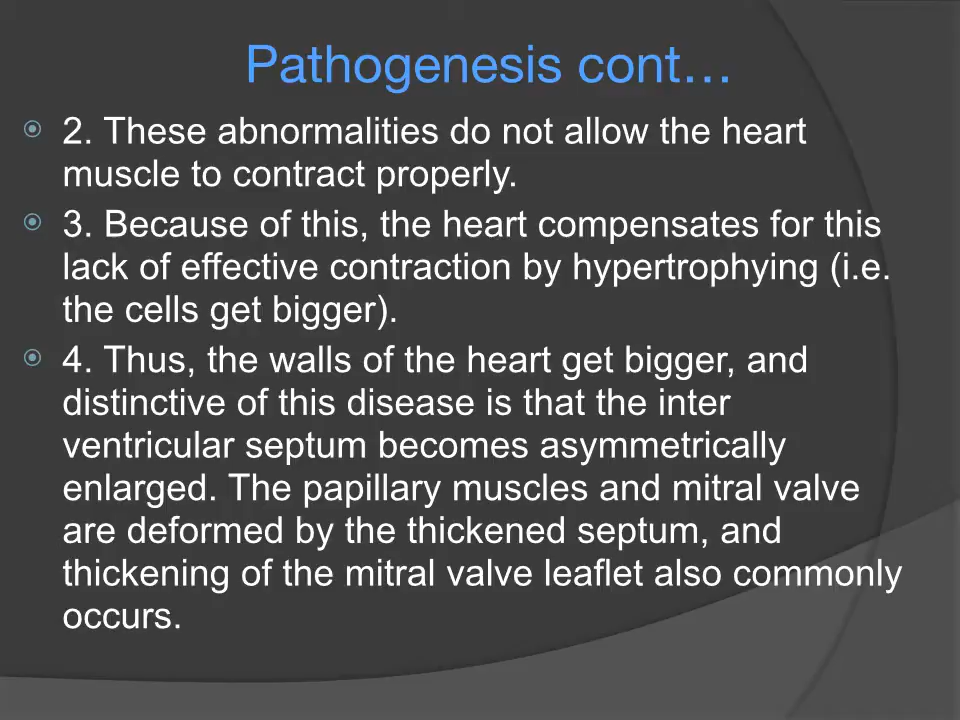 Pathogenesis cont…
2. These abnormalities do not allow the heart
muscle to contract properly.
3. Because of this, the heart compensates for this
lack of effective contraction by hypertrophying (i.e.
the cells get bigger).
4. Thus, the walls of the heart get bigger, and
distinctive of this disease is that the inter
ventricular septum becomes asymmetrically
enlarged. The papillary muscles and mitral valve
are deformed by the thickened septum, and
thickening of the mitral valve leaflet also commonly
occurs.